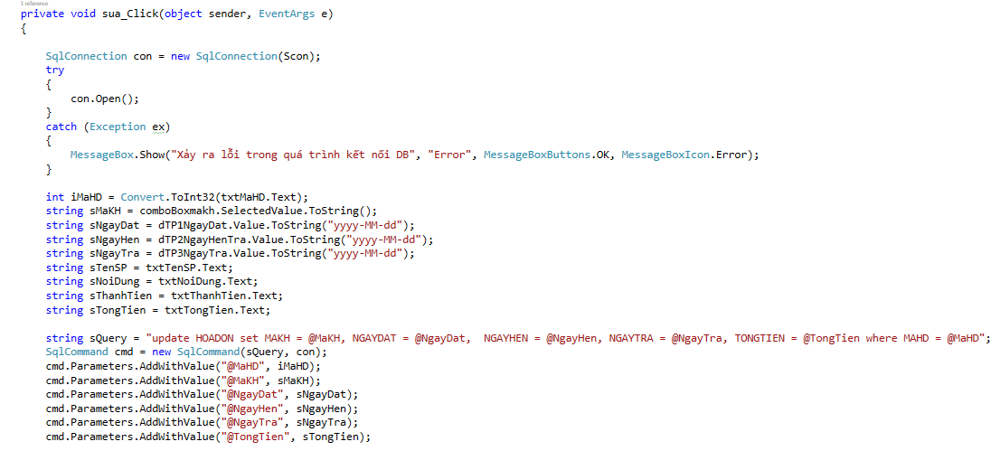 1 reference
private void sua_Click(object sender, EventArgs e)
{
SqlConnection con = new SqlConnection(Scon);
try
{
con.Open();
}
catch (Exception ex)
{
MessageBox.Show("Xảy ra lỗi trong quá trình kết nối DB", "Error", MessageBoxButtons.OK, MessageBoxIcon.Error);
}
int iMaHD = Convert.ToInt32(txtMaHD.Text);
string sMaKH = comboBoxmakh.SelectedValue.ToString();
string sNgayDat = dTP1NgayDat.Value.ToString("yyyy-MM-dd");
string sNgayHen = dTP2NgayHenTra.Value.ToString("yyyy-MM-dd");
string sNgayTra = dTP3NgayTra.Value.ToString("yyyy-MM-dd");
string sTenSP = txtTenSP.Text;
string sNoiDung = txtNoiDung.Text;
string sThanhTien = txtThanhTien.Text;
string sTongTien = txtTongTien.Text;
string sQuery = "update HOADON set MAKH = @MaKH, NGAYDAT = @NgayDat,  NGAYHEN = @NgayHen, NGAYTRA = @NgayTra, TONGTIEN = @TongTien where MAHD = @MaHD";
SqlCommand cmd = new SqlCommand(sQuery, con);
cmd.Parameters.AddWithValue("@MaHD", iMaHD);
cmd.Parameters.AddWithValue("@MaKH", sMaKH);
cmd.Parameters.AddWithValue("@NgayDat", sNgayDat);
cmd.Parameters.AddWithValue("@NgayHen", sNgayHen);
cmd.Parameters.AddWithValue("@NgayTra", sNgayTra);
cmd.Parameters.AddWithValue("@TongTien", sTongTien);